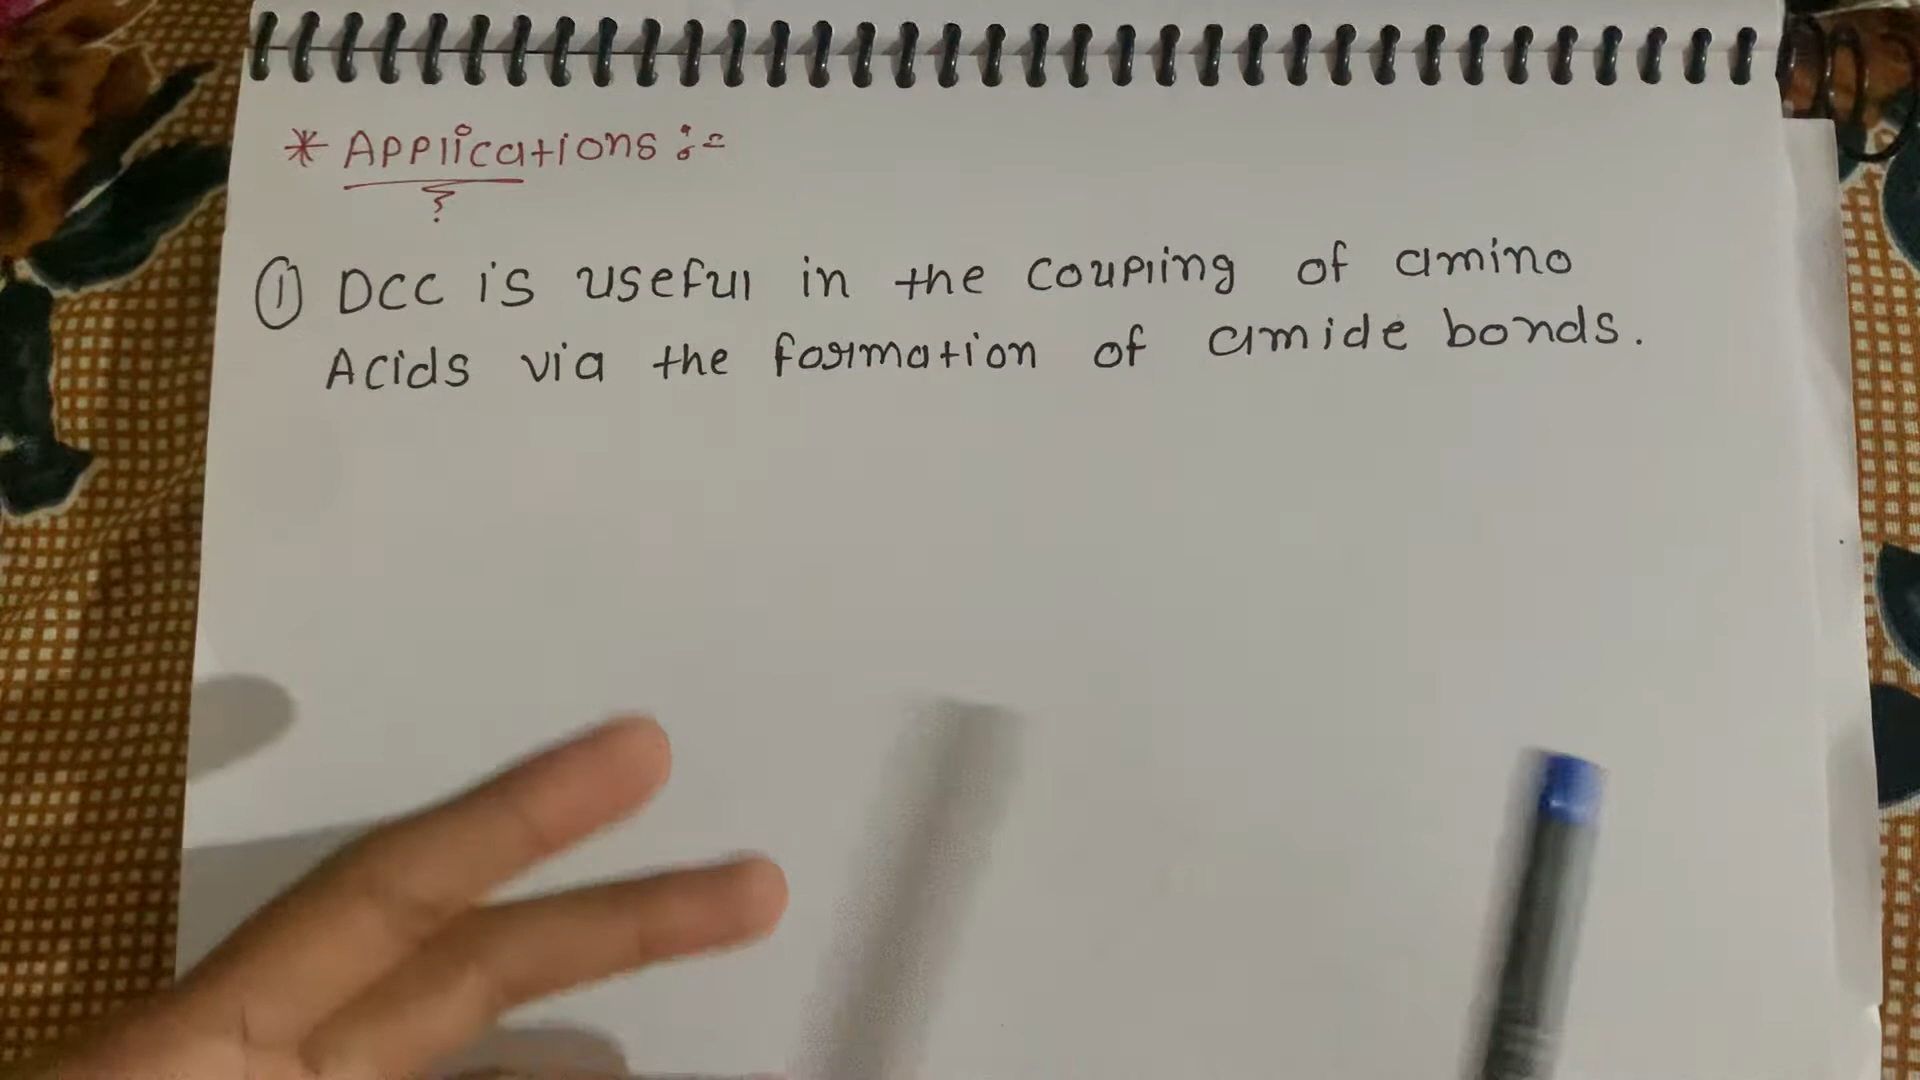 * Applications :-
① DCC is useful in the coupling of amino
Acids via the formation of amide bonds.